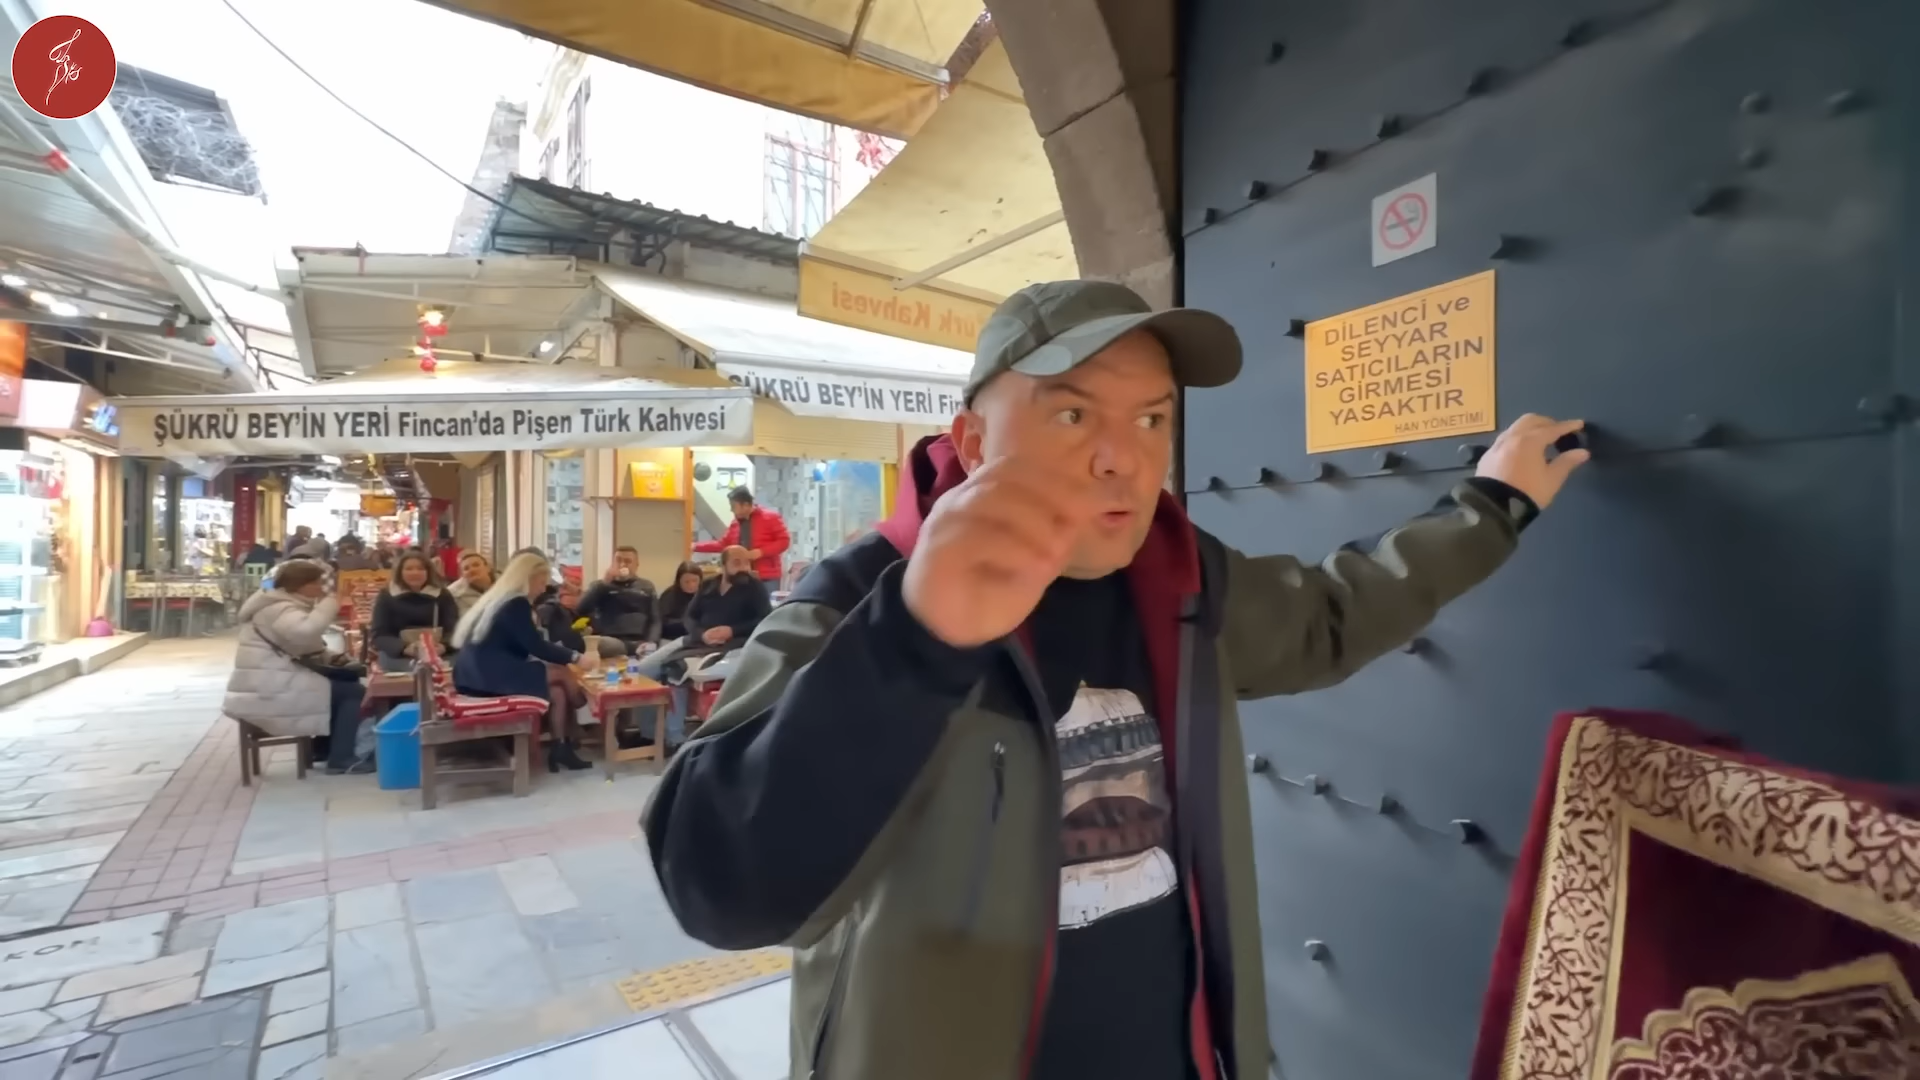 ŞÜKRÜ BEY'İN YERİ Fincan'da Pişen Türk Kahvesi
ŞÜKRÜ BEY'İN YERİ
Türk Kahvesi
DİLENCİ ve
SEYYAR
SATICILARIN
GİRMESİ
YASAKTIR
HAN YÖNETİMİ